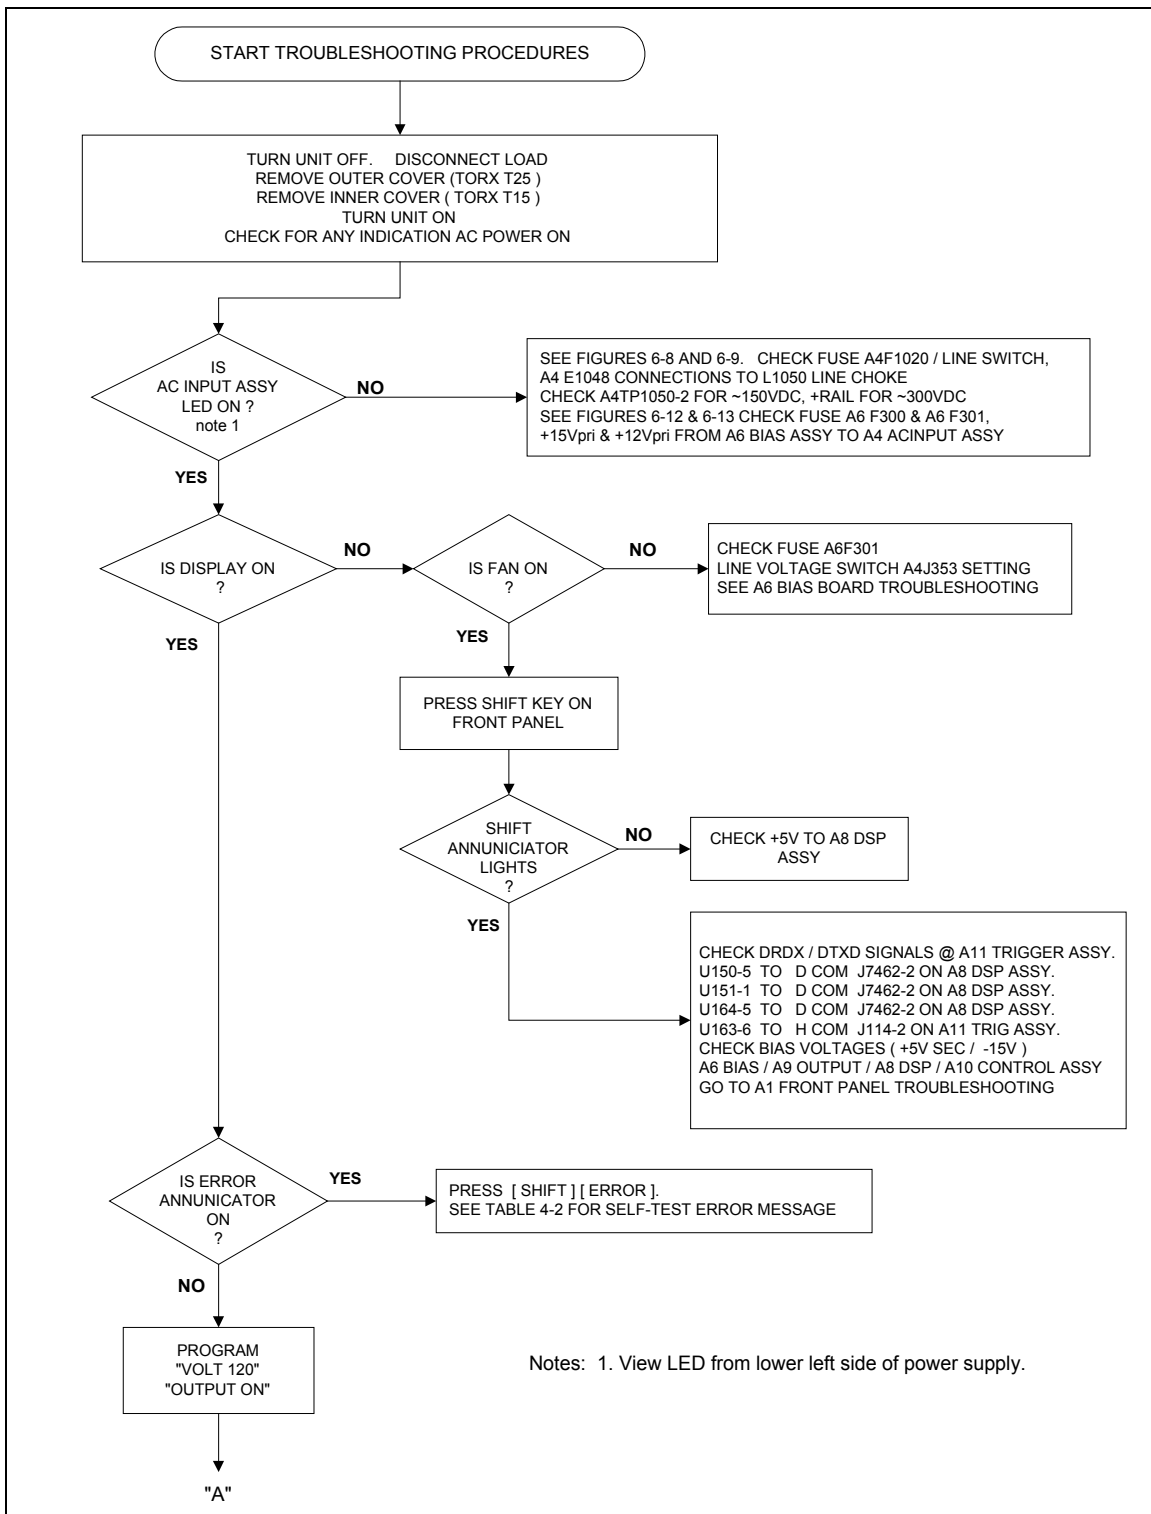 START TROUBLESHOOTING PROCEDURES
TURN UNIT OFF. DISCONNECT LOAD
REMOVE OUTER COVER (TORX T25 )
REMOVE INNER COVER ( TORX T15 )
TURN UNIT ON
CHECK FOR ANY INDICATION AC POWER ON
IS
AC INPUT ASSY
LED ON ?
note 1
NO
SEE FIGURES 6-8 AND 6-9. CHECK FUSE A4F1020 / LINE SWITCH,
A4 E1048 CONNECTIONS TO L1050 LINE CHOKE
CHECK A4TP1050-2 FOR ~150VDC, +RAIL FOR ~300VDC
SEE FIGURES 6-12 & 6-13 CHECK FUSE A6 F300 & A6 F301,
+15Vpri & +12Vpri FROM A6 BIAS ASSY TO A4 ACINPUT ASSY
YES
IS DISPLAY ON
?
NO
IS FAN ON
?
NO
CHECK FUSE A6F301
LINE VOLTAGE SWITCH A4J353 SETTING
SEE A6 BIAS BOARD TROUBLESHOOTING
YES
YES
PRESS SHIFT KEY ON
FRONT PANEL
SHIFT
ANNUNICIATOR
LIGHTS
?
NO
CHECK +5V TO A8 DSP
ASSY
YES
CHECK DRDX / DTXD SIGNALS @ A11 TRIGGER ASSY.
U150-5 TO D COM J7462-2 ON A8 DSP ASSY.
U151-1 TO D COM J7462-2 ON A8 DSP ASSY.
U164-5 TO D COM J7462-2 ON A8 DSP ASSY.
U163-6 TO H COM J114-2 ON A11 TRIG ASSY.
CHECK BIAS VOLTAGES ( +5V SEC / -15V )
A6 BIAS / A9 OUTPUT / A8 DSP / A10 CONTROL ASSY
GO TO A1 FRONT PANEL TROUBLESHOOTING
IS ERROR
ANNUNICATOR
ON
?
YES
PRESS [ SHIFT ] [ ERROR ].
SEE TABLE 4-2 FOR SELF-TEST ERROR MESSAGE
NO
PROGRAM
"VOLT 120"
"OUTPUT ON"
Notes: 1. View LED from lower left side of power supply.
"A"